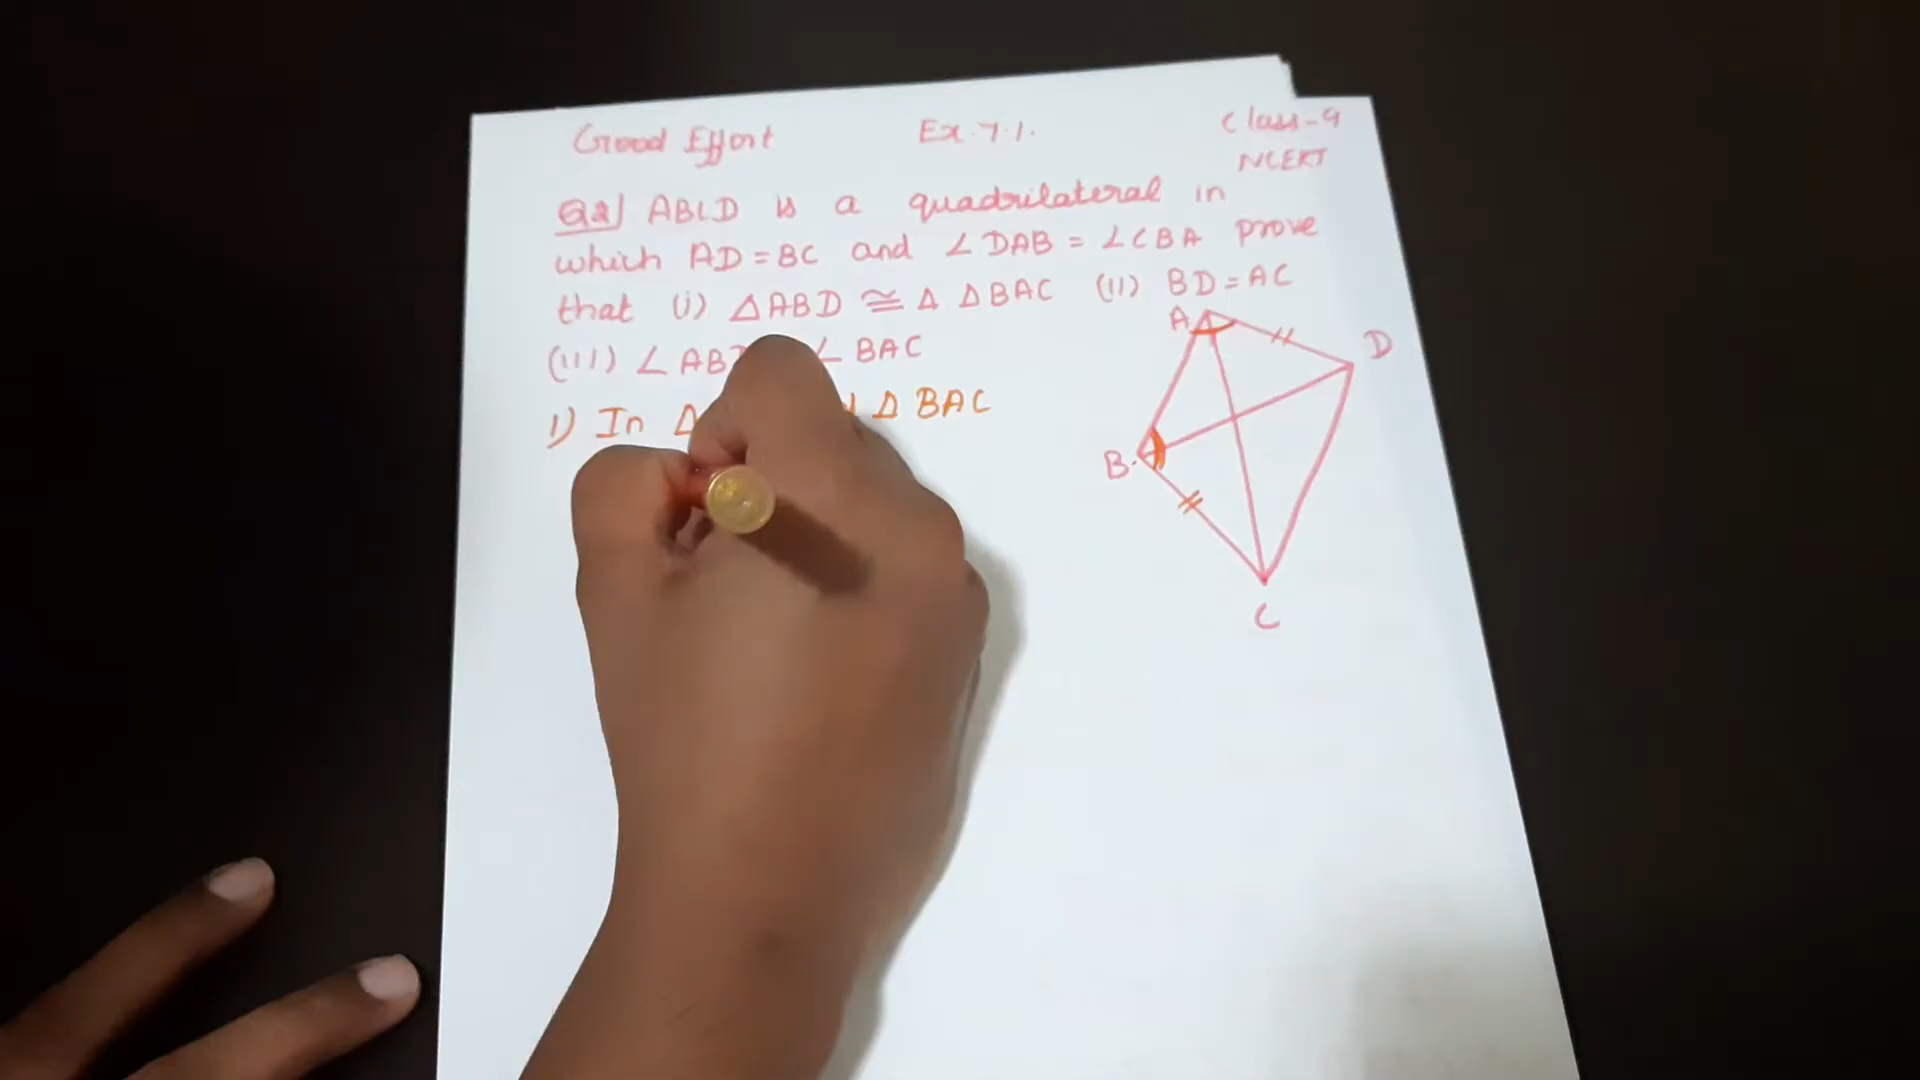 Good Effort Ex.7.1. Class-9
NCERT
Q2) ABCD is a quadrilateral in
which AD = BC and ∠DAB = ∠CBA prove
that (i) △ABD ≅ △ △BAC (ii) BD = AC
(iii) ∠AB ∠BAC
1) In △ △BAC
A
D
B
C